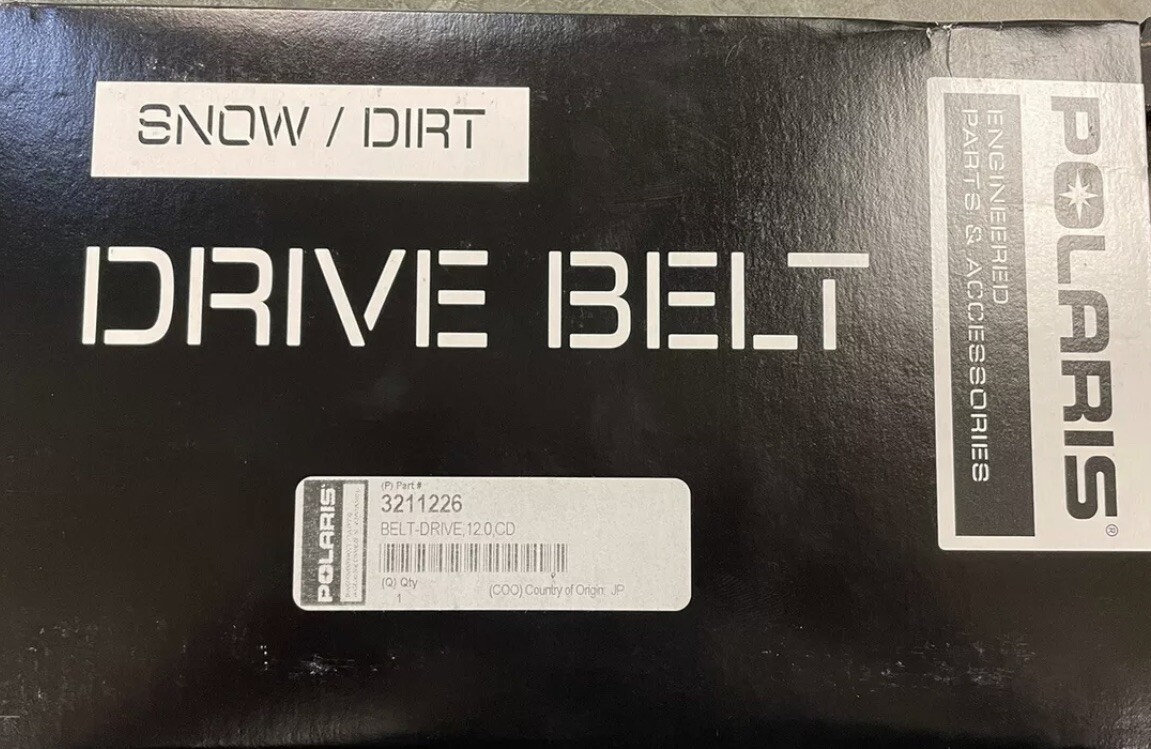 SNOW / DIRT
DRIVE BELT
POLARIS®
ENGINEERED
PARTS & ACCESSORIES
POLARIS
(P) Part #
3211226
BELT-DRIVE,12.0,CD
(Q) Qty
1
(COO) Country of Origin: JP